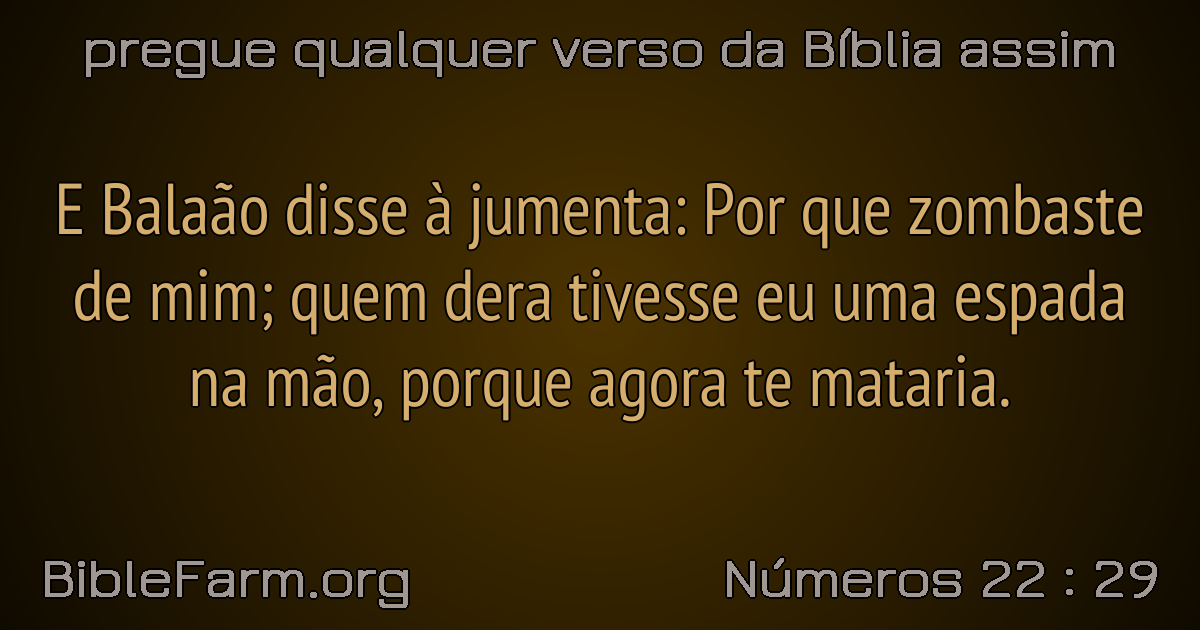 pregue qualquer verso da Bíblia assim
E Balaão disse à jumenta: Por que zombaste
de mim; quem dera tivesse eu uma espada
na mão, porque agora te mataria.
BibleFarm.org
Números 22 : 29